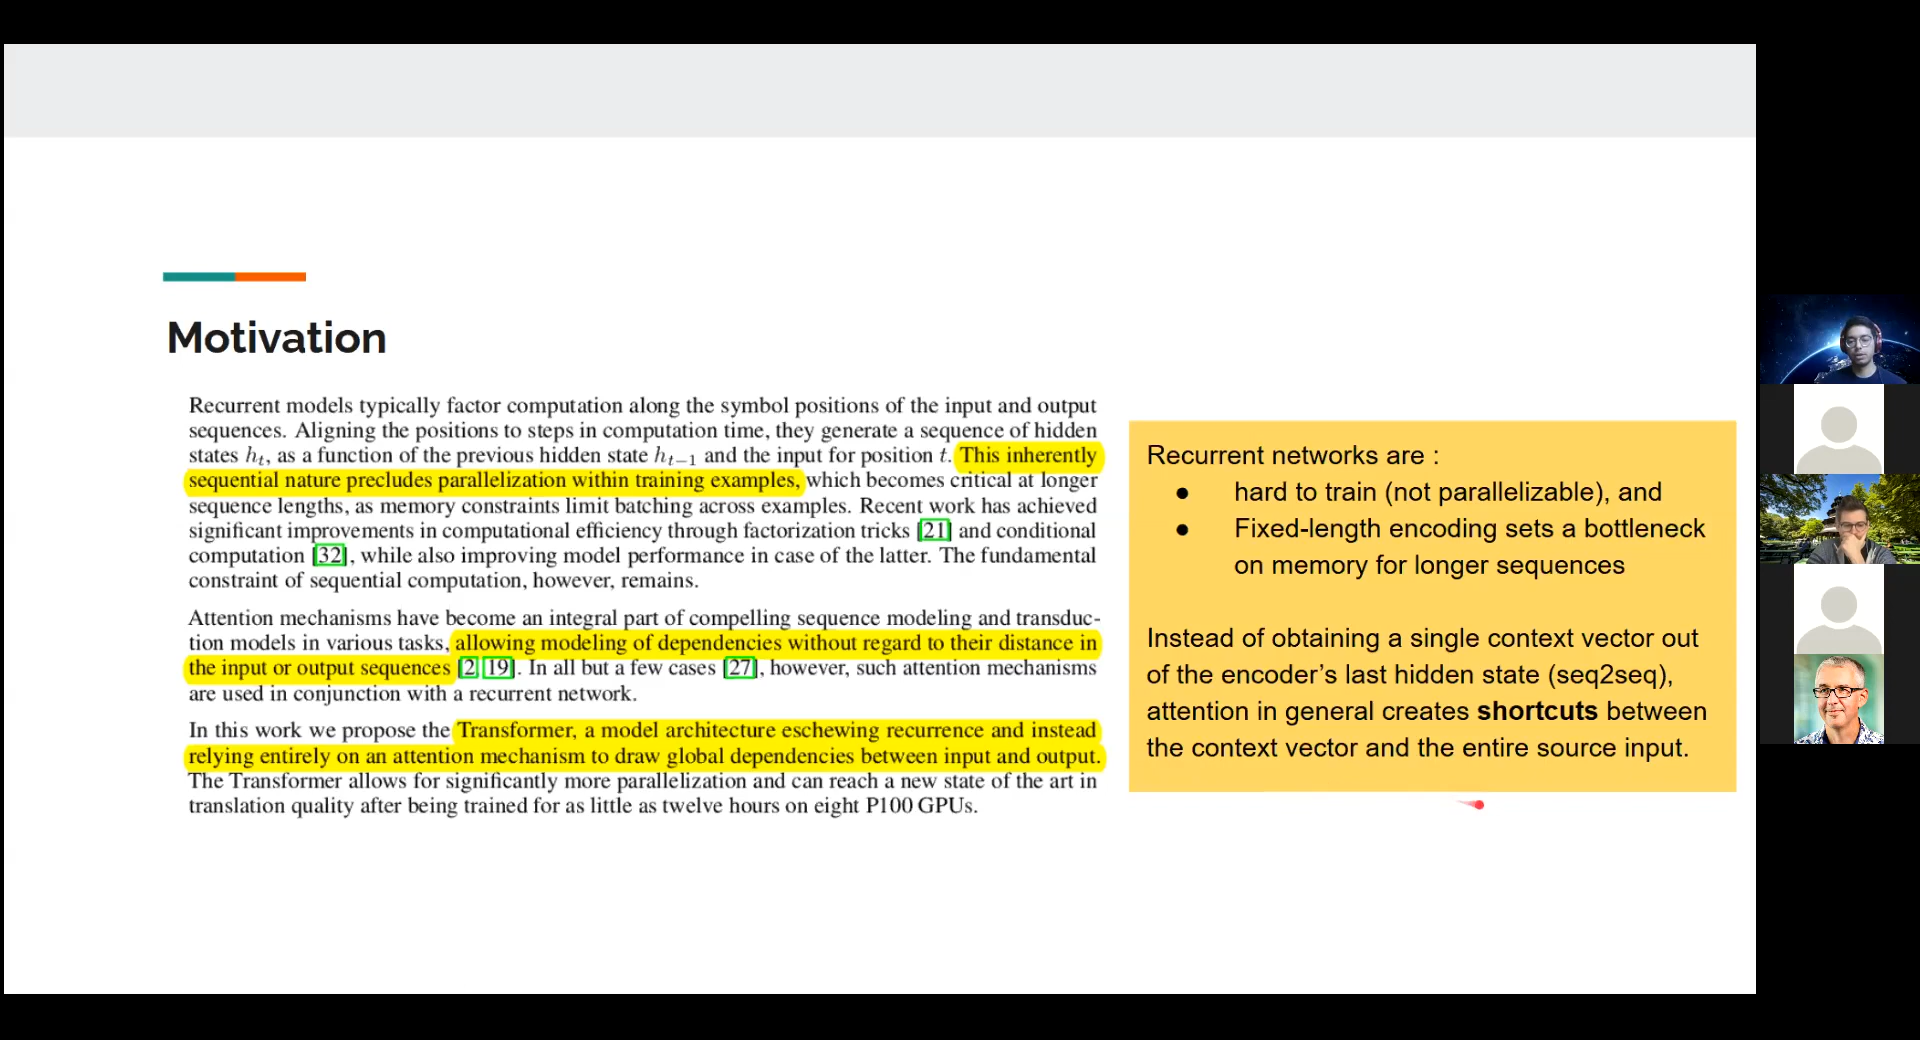 Motivation
Recurrent models typically factor computation along the symbol positions of the input and output
sequences. Aligning the positions to steps in computation time, they generate a sequence of hidden
states hₜ, as a function of the previous hidden state hₜ₋₁ and the input for position t. This inherently
sequential nature precludes parallelization within training examples, which becomes critical at longer
sequence lengths, as memory constraints limit batching across examples. Recent work has achieved
significant improvements in computational efficiency through factorization tricks [21] and conditional
computation [32], while also improving model performance in case of the latter. The fundamental
constraint of sequential computation, however, remains.
Attention mechanisms have become an integral part of compelling sequence modeling and transduc-
tion models in various tasks, allowing modeling of dependencies without regard to their distance in
the input or output sequences [2, 19]. In all but a few cases [27], however, such attention mechanisms
are used in conjunction with a recurrent network.
In this work we propose the Transformer, a model architecture eschewing recurrence and instead
relying entirely on an attention mechanism to draw global dependencies between input and output.
The Transformer allows for significantly more parallelization and can reach a new state of the art in
translation quality after being trained for as little as twelve hours on eight P100 GPUs.
Recurrent networks are :
● hard to train (not parallelizable), and
● Fixed-length encoding sets a bottleneck
on memory for longer sequences
Instead of obtaining a single context vector out
of the encoder’s last hidden state (seq2seq),
attention in general creates shortcuts between
the context vector and the entire source input.